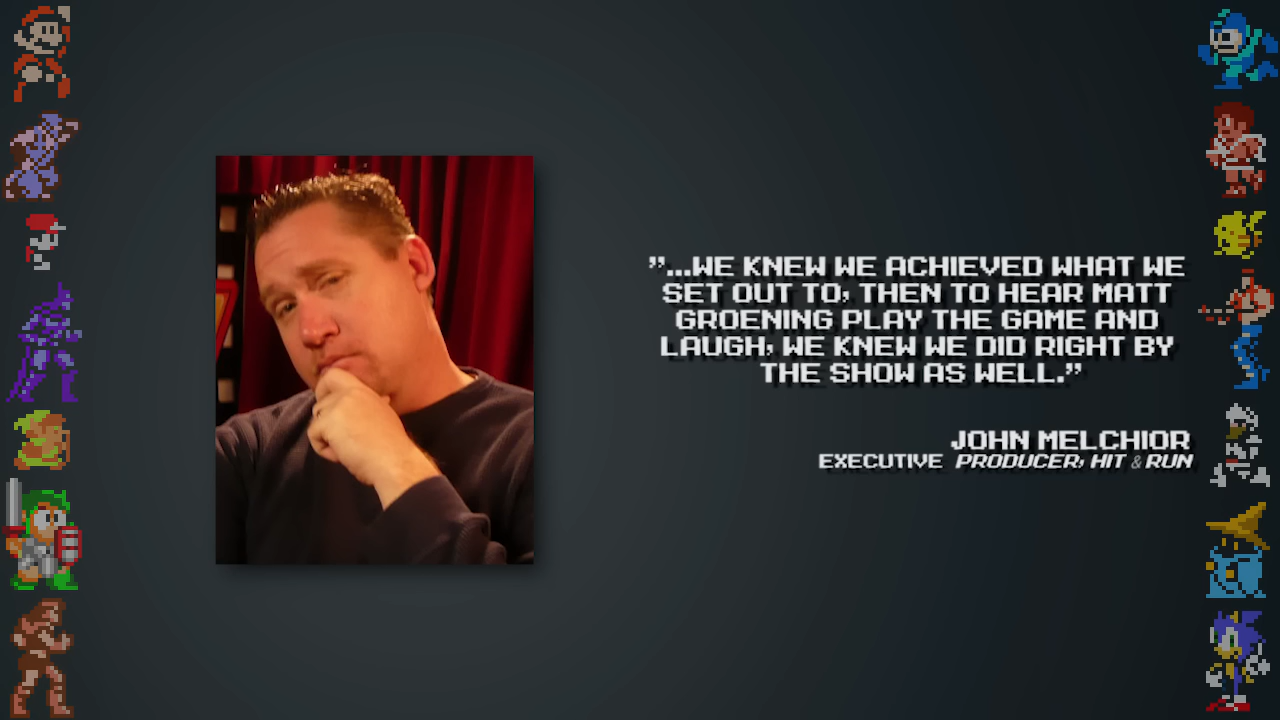 ”...WE KNEW WE ACHIEVED WHAT WE
SET OUT TO, THEN TO HEAR MATT
GROENING PLAY THE GAME AND
LAUGH, WE KNEW WE DID RIGHT BY
THE SHOW AS WELL.”
JOHN MELCHIOR
EXECUTIVE PRODUCER, HIT & RUN